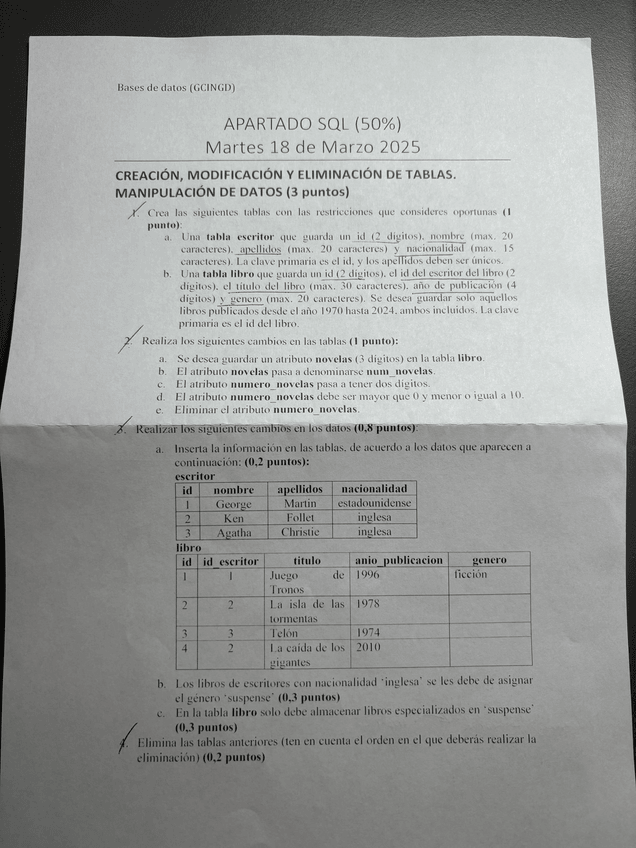 Bases de datos (GCINGD)
APARTADO SQL (50%)
Martes 18 de Marzo 2025
CREACIÓN, MODIFICACIÓN Y ELIMINACIÓN DE TABLAS.
MANIPULACIÓN DE DATOS (3 puntos)
1. Crea las siguientes tablas con las restricciones que consideres oportunas (1
punto):
a. Una tabla escritor que guarda un id (2 dígitos), nombre (max. 20
caracteres), apellidos (max. 20 caracteres) y nacionalidad (max. 15
caracteres). La clave primaria es el id, y los apellidos deben ser únicos.
b. Una tabla libro que guarda un id (2 dígitos), el id del escritor del libro (2
dígitos), el título del libro (max. 30 caracteres), año de publicación (4
dígitos) y genero (max. 20 caracteres). Se desea guardar solo aquellos
libros publicados desde el año 1970 hasta 2024, ambos incluidos. La clave
primaria es el id del libro.
2. Realiza los siguientes cambios en las tablas (1 punto):
a. Se desea guardar un atributo novelas (3 dígitos) en la tabla libro.
b. El atributo novelas pasa a denominarse num_novelas.
c. El atributo numero_novelas pasa a tener dos dígitos.
d. El atributo numero_novelas debe ser mayor que 0 y menor o igual a 10.
e. Eliminar el atributo numero_novelas.
3. Realizar los siguientes cambios en los datos (0,8 puntos):
a. Inserta la información en las tablas, de acuerdo a los datos que aparecen a
continuación: (0,2 puntos):
escritor
id nombre apellidos nacionalidad
1 George Martin estadounidense
2 Ken Follet inglesa
3 Agatha Christie inglesa
libro
id id_escritor titulo anio_publicacion genero
1 1 Juego de 1996 ficción
Tronos
2 2 La isla de las 1978
tormentas
3 3 Telón 1974
4 2 La caída de los 2010
gigantes
b. Los libros de escritores con nacionalidad 'inglesa' se les debe de asignar
el género 'suspense' (0,3 puntos)
c. En la tabla libro solo debe almacenar libros especializados en 'suspense'
(0,3 puntos)
4. Elimina las tablas anteriores (ten en cuenta el orden en el que deberás realizar la
eliminación) (0,2 puntos)